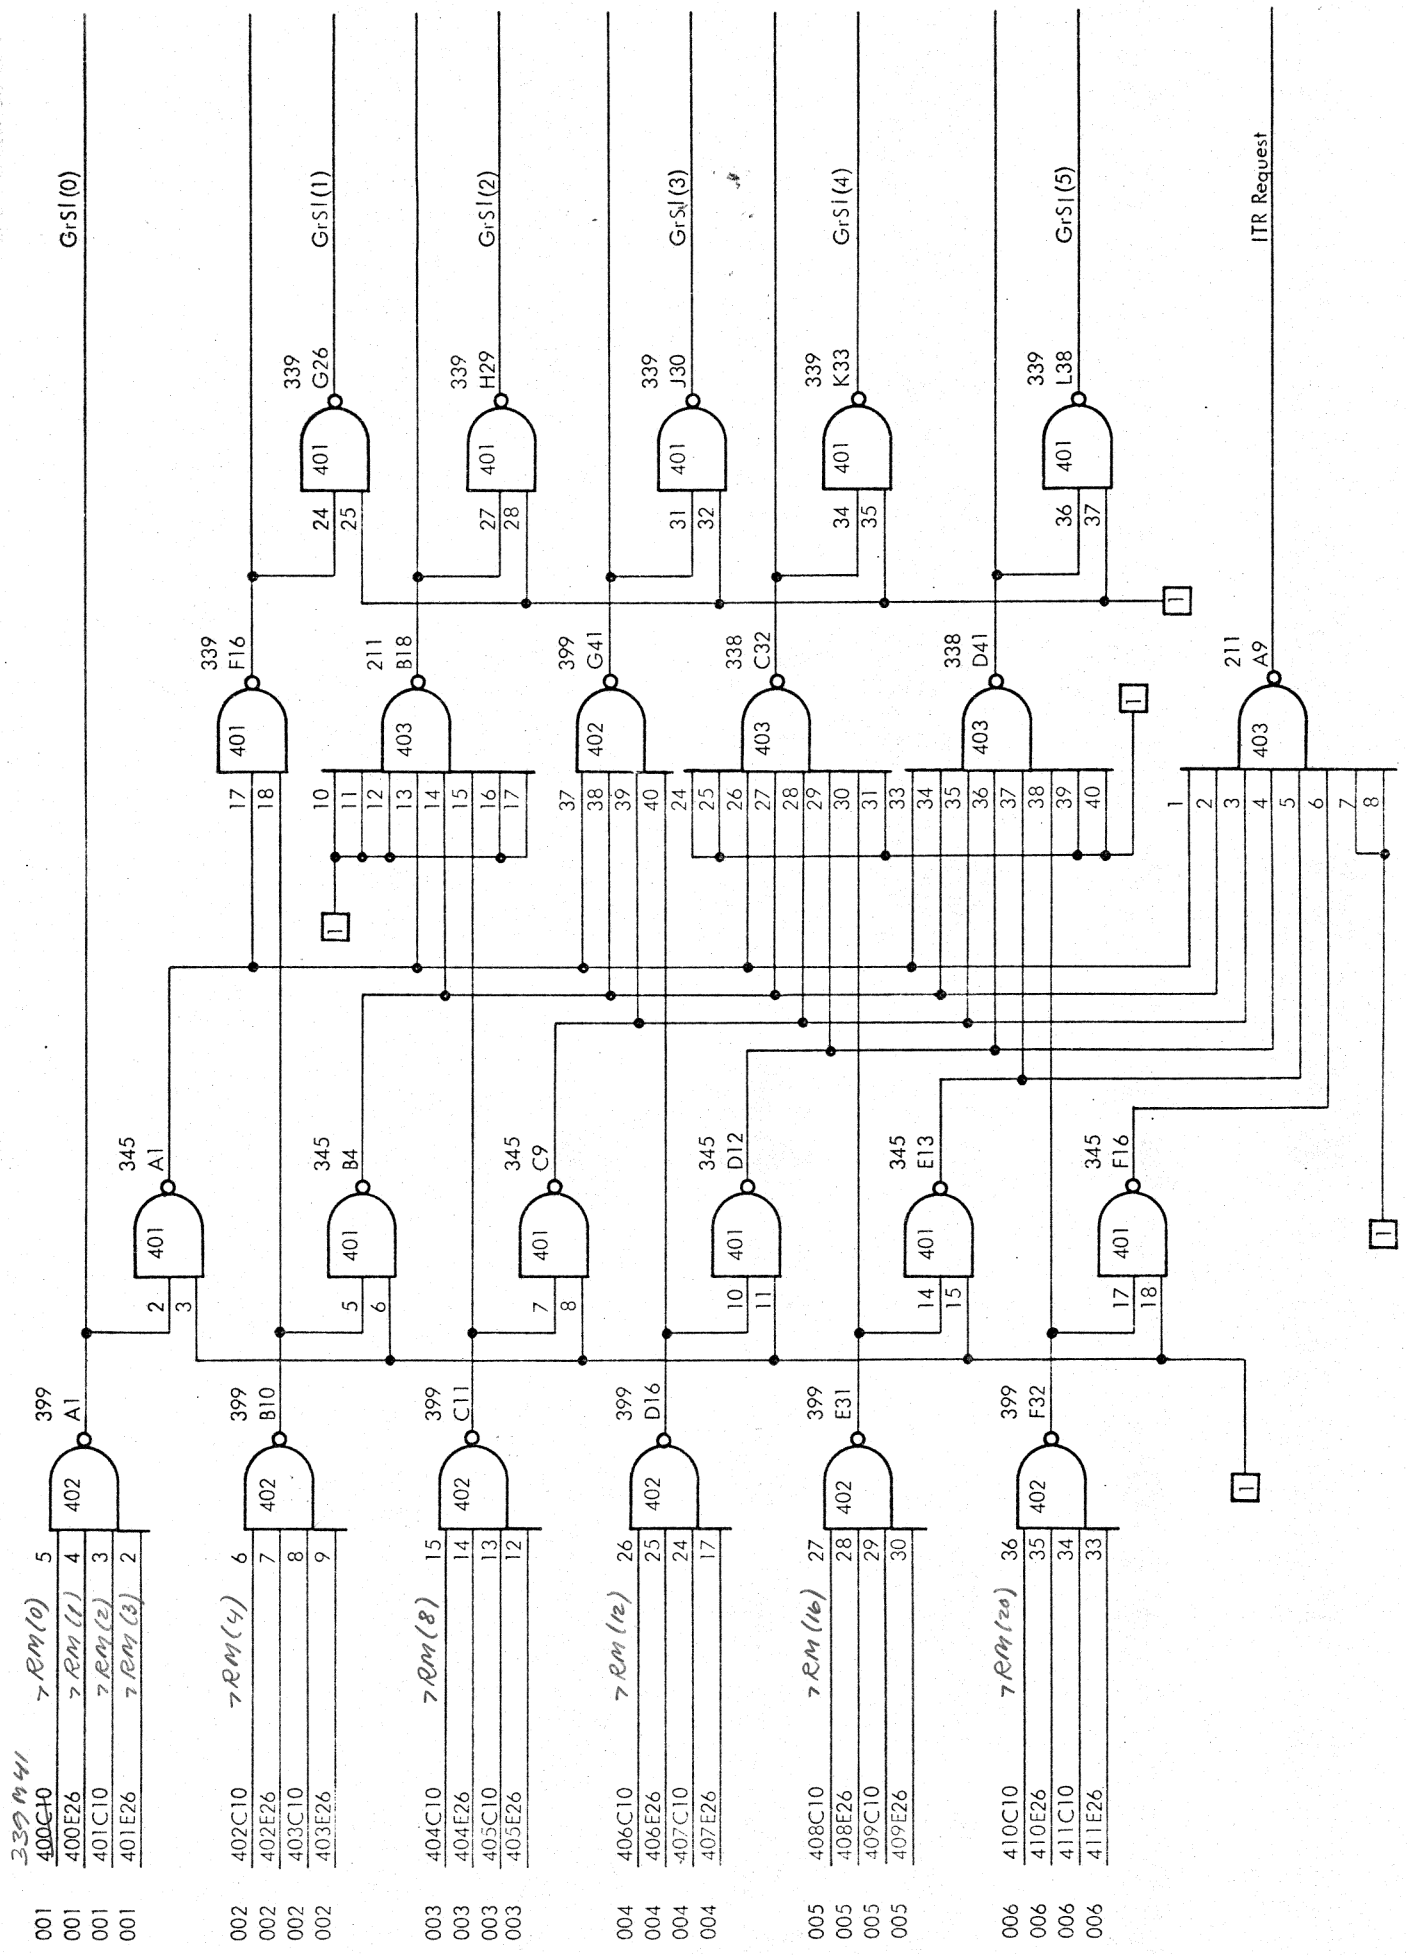 GrSI(0)
GrSI(1)
GrSI(2)
GrSI(3)
GrSI(4)
GrSI(5)
ITR Request
339 G26
401
24
25
339 H29
401
27
28
339 J30
401
31
32
339 K33
401
34
35
339 L38
401
36
37
1
339 F16
401
17
18
211 B18
403
10
11
12
13
14
15
16
17
1
399 G41
402
37
38
39
40
338 C32
403
24
25
26
27
28
29
30
31
338 D41
403
33
34
35
36
37
38
39
40
1
211 A9
403
1
2
3
4
5
6
7
8
1
345 A1
401
2
3
345 B4
401
5
6
345 C9
401
7
8
345 D12
401
10
11
345 E13
401
14
15
345 F16
401
17
18
1
399 A1
402
339 M41
001 400C10 ¬RM(0) 5
001 400E26 ¬RM(1) 4
001 401C10 ¬RM(2) 3
001 401E26 ¬RM(3) 2
399 B10
402
002 402C10 ¬RM(4) 6
002 402E26 7
002 403C10 8
002 403E26 9
399 C11
402
003 404C10 ¬RM(8) 15
003 404E26 14
003 405C10 13
003 405E26 12
399 D16
402
004 406C10 ¬RM(12) 26
004 406E26 25
004 407C10 24
004 407E26 17
399 E31
402
005 408C10 ¬RM(16) 27
005 408E26 28
005 409C10 29
005 409E26 30
399 F32
402
006 410C10 ¬RM(20) 36
006 410E26 35
006 411C10 34
006 411E26 33